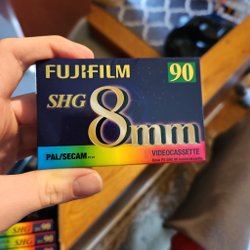 FUJIFILM 90
SHG 8mm
PAL/SECAM
VIDEOCASSETTE